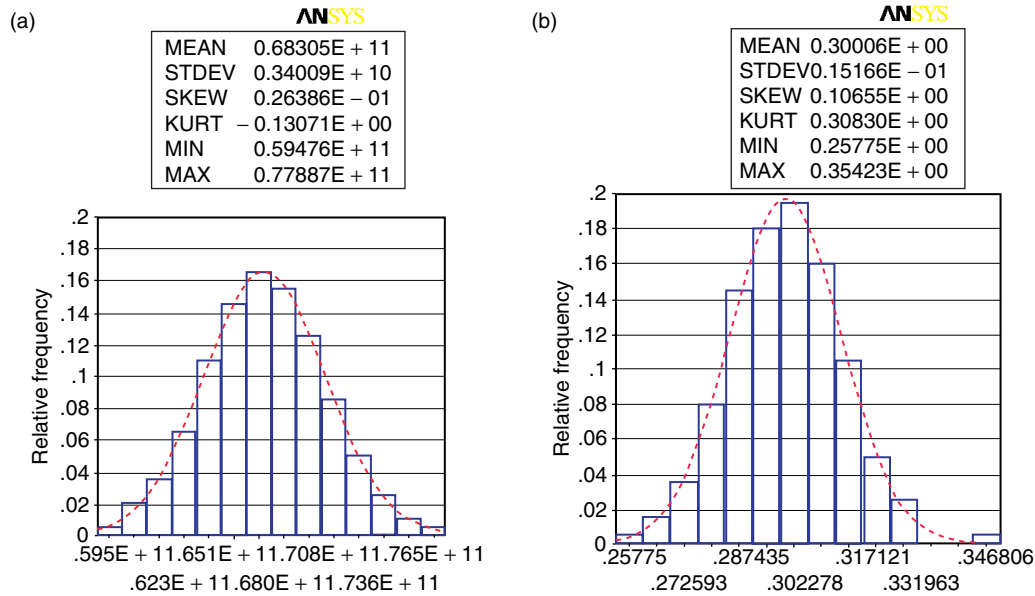 (a)
ANSYS
MEAN 0.68305E + 11
STDEV 0.34009E + 10
SKEW 0.26386E – 01
KURT – 0.13071E + 00
MIN 0.59476E + 11
MAX 0.77887E + 11
Relative frequency
.2
.18
.16
.14
.12
.1
.08
.06
.04
.02
0
.595E + 11.651E + 11.708E + 11.765E + 11
.623E + 11.680E + 11.736E + 11
(b)
ANSYS
MEAN 0.30006E + 00
STDEV0.15166E – 01
SKEW 0.10655E + 00
KURT 0.30830E + 00
MIN 0.25775E + 00
MAX 0.35423E + 00
Relative frequency
.2
.18
.16
.14
.12
.1
.08
.06
.04
.02
0
.257775 .287435 .317121 .346806
.272593 .302278 .331963